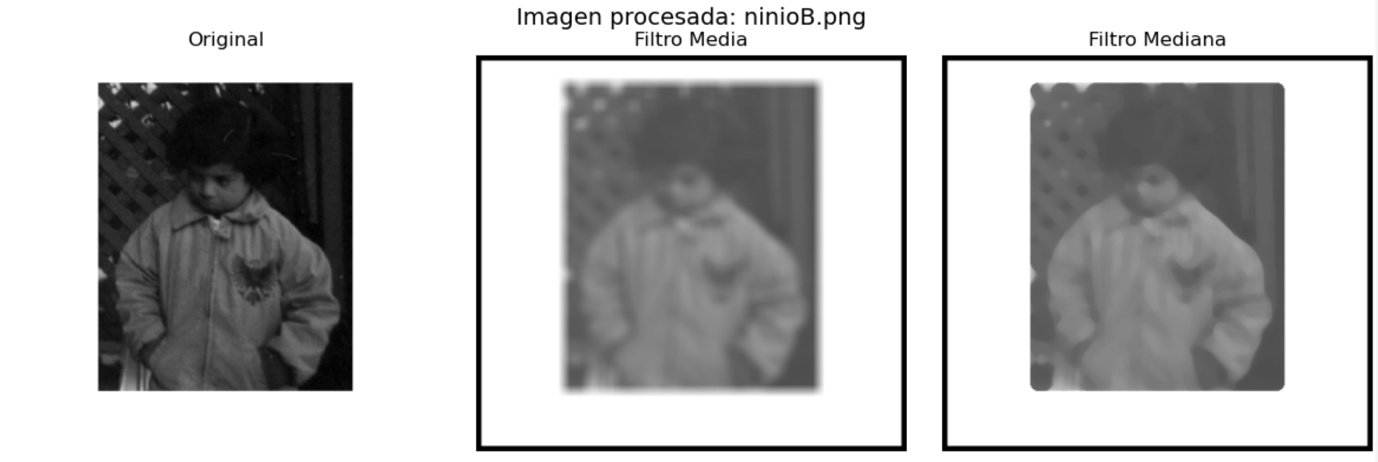 Imagen procesada: ninioB.png
Original
Filtro Media
Filtro Mediana